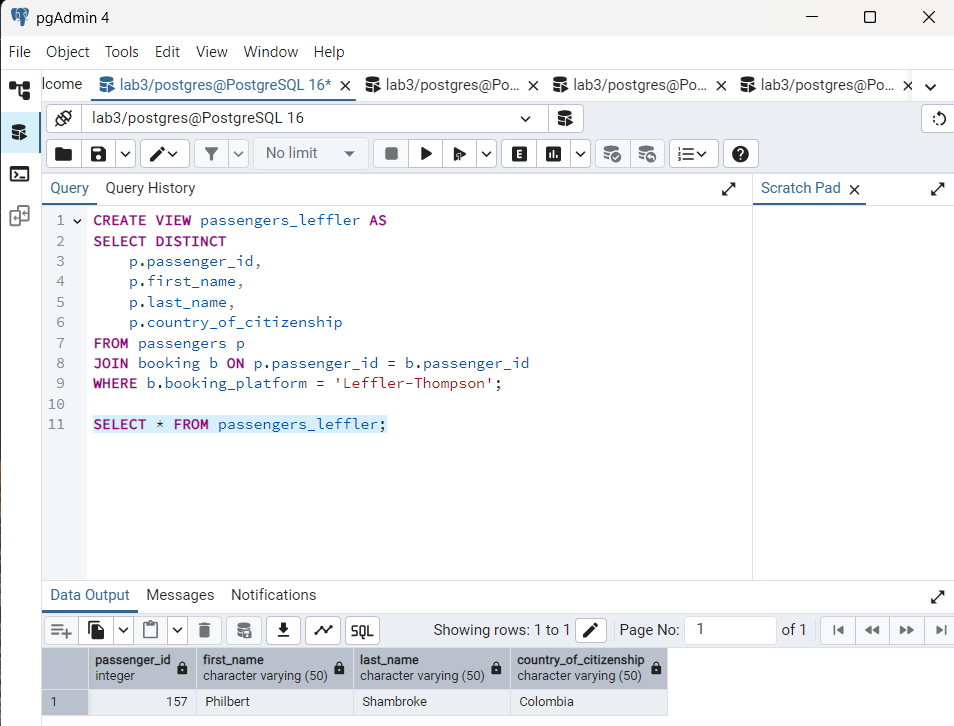 pgAdmin 4
File Object Tools Edit View Window Help
lcome lab3/postgres@PostgreSQL 16* lab3/postgres@Po... lab3/postgres@Po... lab3/postgres@Po...
lab3/postgres@PostgreSQL 16
No limit E
Query Query History Scratch Pad
1 CREATE VIEW passengers_leffler AS
2 SELECT DISTINCT
3 p.passenger_id,
4 p.first_name,
5 p.last_name,
6 p.country_of_citizenship
7 FROM passengers p
8 JOIN booking b ON p.passenger_id = b.passenger_id
9 WHERE b.booking_platform = 'Leffler-Thompson';
10
11 SELECT * FROM passengers_leffler;
Data Output Messages Notifications
SQL Showing rows: 1 to 1 Page No: 1 of 1
passenger_id first_name last_name country_of_citizenship
integer character varying (50) character varying (50) character varying (50)
1 157 Philbert Shambroke Colombia